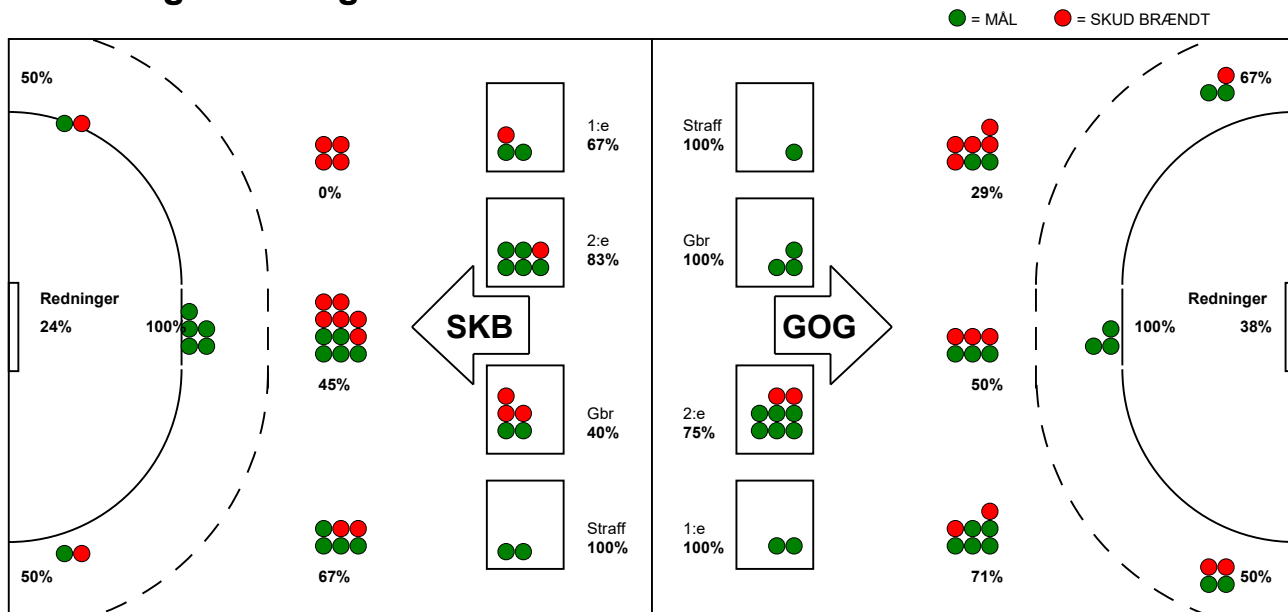 = MÅL = SKUD BRÆNDT
50%
67%
1:e
67%
Straff
100%
0%
29%
2:e
83%
Gbr
100%
Redninger
24%
100%
SKB
GOG
100%
Redninger
38%
45%
50%
Gbr
40%
2:e
75%
Straff
100%
1:e
100%
50%
67%
71%
50%